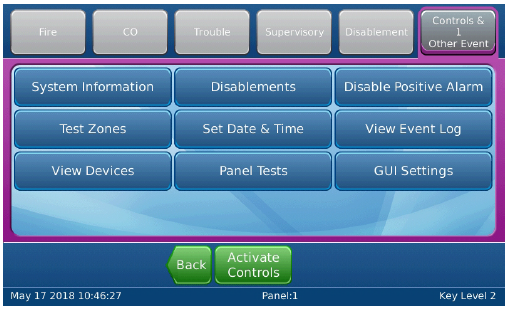 Fire
CO
Trouble
Supervisory
Disablement
Controls &
1
Other Event
System Information
Disablements
Disable Positive Alarm
Test Zones
Set Date & Time
View Event Log
View Devices
Panel Tests
GUI Settings
Back
Activate
Controls
May 17 2018 10:46:27
Panel:1
Key Level 2